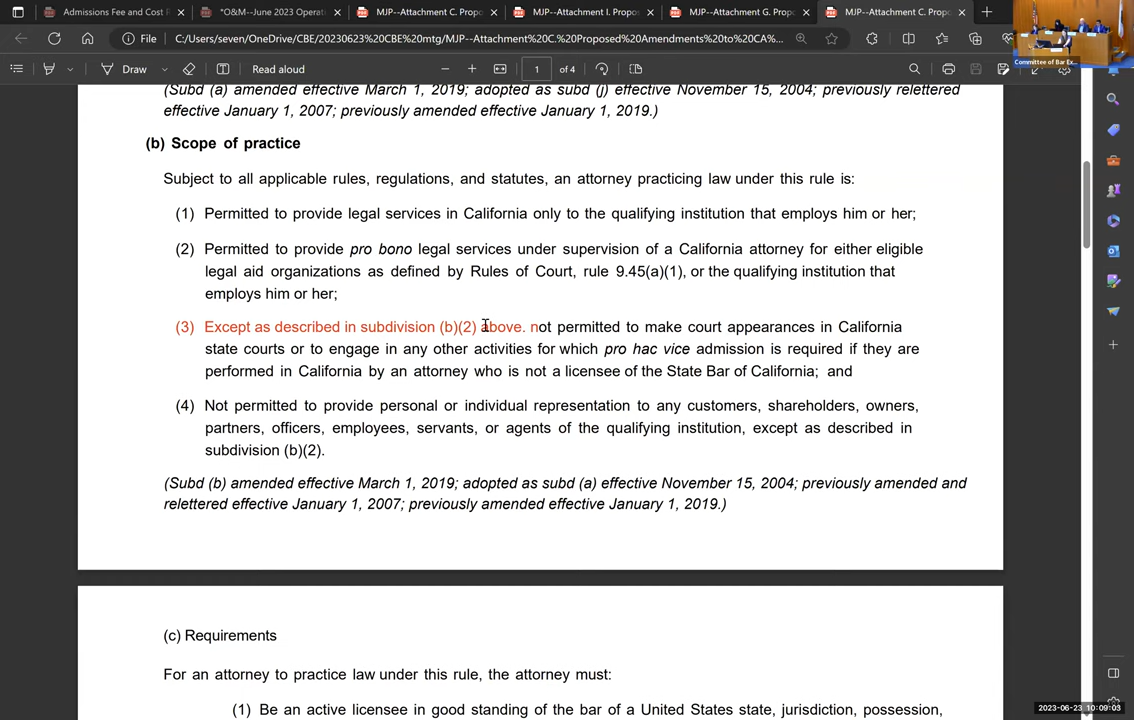 Admissions Fee and Cost R
*O&M--June 2023 Operat
MJP--Attachment C. Propo
MJP--Attachment I. Propos
MJP--Attachment G. Propo
MJP--Attachment C. Propo
File
C:/Users/seven/OneDrive/CBE/20230623%20CBE%20mtg/MJP--Attachment%20C.%20Proposed%20Amendments%20to%20CA%...
Committee of Bar Ex...
Draw
Read aloud
1
of 4
(Subd (a) amended effective March 1, 2019; adopted as subd (j) effective November 15, 2004; previously relettered
effective January 1, 2007; previously amended effective January 1, 2019.)
(b) Scope of practice
Subject to all applicable rules, regulations, and statutes, an attorney practicing law under this rule is:
(1) Permitted to provide legal services in California only to the qualifying institution that employs him or her;
(2) Permitted to provide pro bono legal services under supervision of a California attorney for either eligible
legal aid organizations as defined by Rules of Court, rule 9.45(a)(1), or the qualifying institution that
employs him or her;
(3) Except as described in subdivision (b)(2) above. not permitted to make court appearances in California
state courts or to engage in any other activities for which pro hac vice admission is required if they are
performed in California by an attorney who is not a licensee of the State Bar of California; and
(4) Not permitted to provide personal or individual representation to any customers, shareholders, owners,
partners, officers, employees, servants, or agents of the qualifying institution, except as described in
subdivision (b)(2).
(Subd (b) amended effective March 1, 2019; adopted as subd (a) effective November 15, 2004; previously amended and
relettered effective January 1, 2007; previously amended effective January 1, 2019.)
(c) Requirements
For an attorney to practice law under this rule, the attorney must:
(1) Be an active licensee in good standing of the bar of a United States state, jurisdiction, possession,
2023-06-23 10:09:03